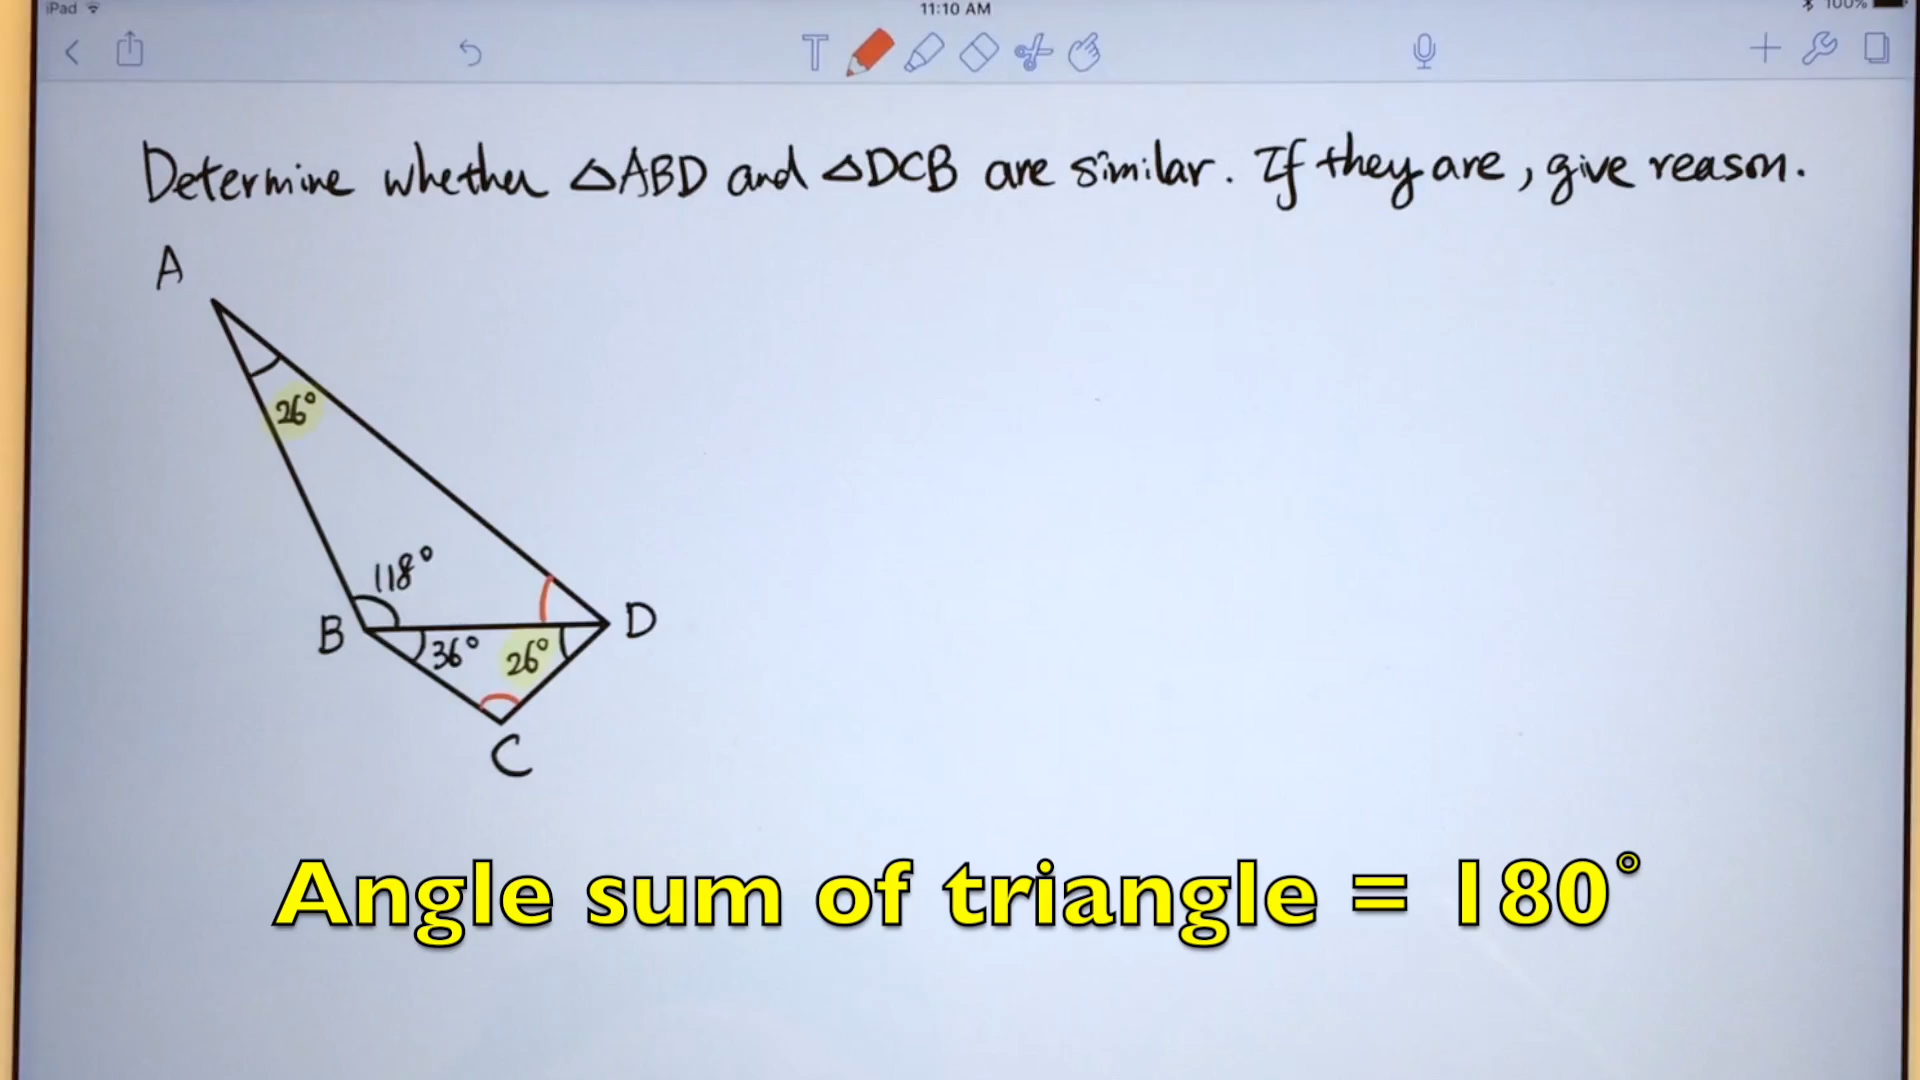 iPad
11:10 AM
100%
T
Determine whether △ABD and △DCB are similar. If they are, give reason.
A
26°
118°
B
36°
26°
D
C
Angle sum of triangle = 180°